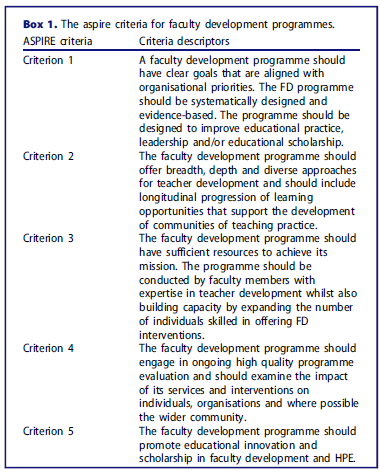 Box 1. The aspire criteria for faculty development programmes.
ASPIRE criteria Criteria descriptors
Criterion 1 A faculty development programme should
have clear goals that are aligned with
organisational priorities. The FD programme
should be systematically designed and
evidence-based. The programme should be
designed to improve educational practice,
leadership and/or educational scholarship.
Criterion 2 The faculty development programme should
offer breadth, depth and diverse approaches
for teacher development and should include
longitudinal progression of learning
opportunities that support the development
of communities of teaching practice.
Criterion 3 The faculty development programme should
have sufficient resources to achieve its
mission. The programme should be
conducted by faculty members with
expertise in teacher development whilst also
building capacity by expanding the number
of individuals skilled in offering FD
interventions.
Criterion 4 The faculty development programme should
engage in ongoing high quality programme
evaluation and should examine the impact
of its services and interventions on
individuals, organisations and where possible
the wider community.
Criterion 5 The faculty development programme should
promote educational innovation and
scholarship in faculty development and HPE.